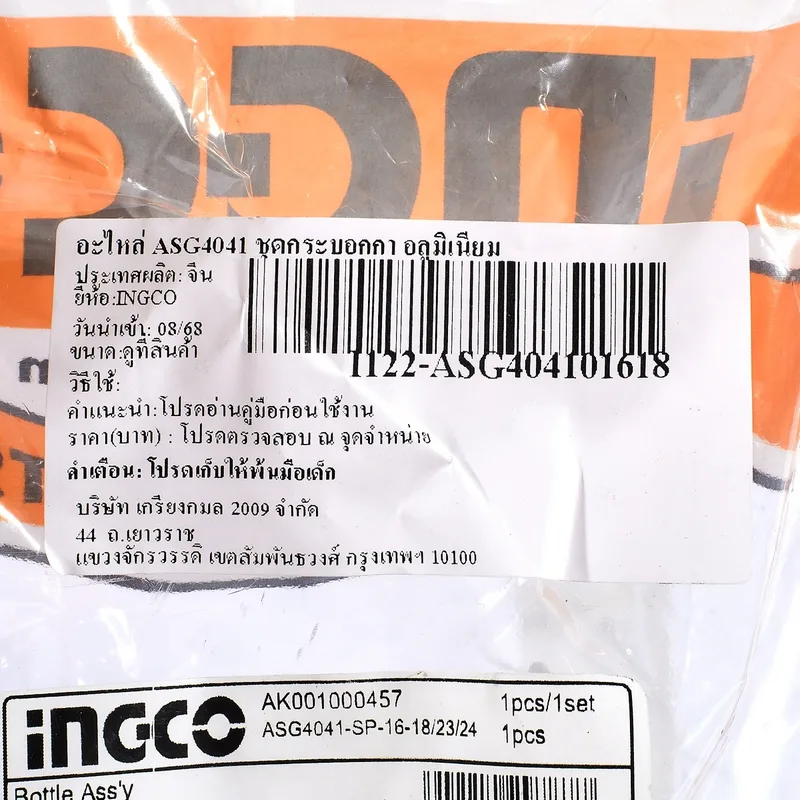 อะไหล่ ASG4041 ชุดกระบอกกา อลูมิเนียม
ประเทศผลิต: จีน
ยี่ห้อ:INGCO
วันนำเข้า: 08/68
ขนาด:ดูที่สินค้า
I122-ASG404101618
วิธีใช้:
คำแนะนำ:โปรดอ่านคู่มือก่อนใช้งาน
ราคา(บาท) : โปรดตรวจสอบ ณ จุดจำหน่าย
คำเตือน: โปรดเก็บให้พ้นมือเด็ก
บริษัท เกรียงกมล 2009 จำกัด
44 ถ.เยาวราช
แขวงจักรวรรดิ เขตสัมพันธวงศ์ กรุงเทพฯ 10100
INGCO
AK001000457 1pcs/1set
ASG4041-SP-16-18/23/24 1pcs
Bottle Ass'y